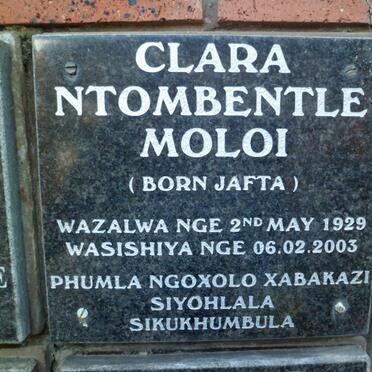 CLARA
NTOMBENTLE
MOLOI
( BORN JAFTA )
WAZALWA NGE 2ND MAY 1929
WASISHIYA NGE 06.02.2003
PHUMLA NGOXOLO XABAKAZI
SIYOHLALA
SIKUKHUMBULA